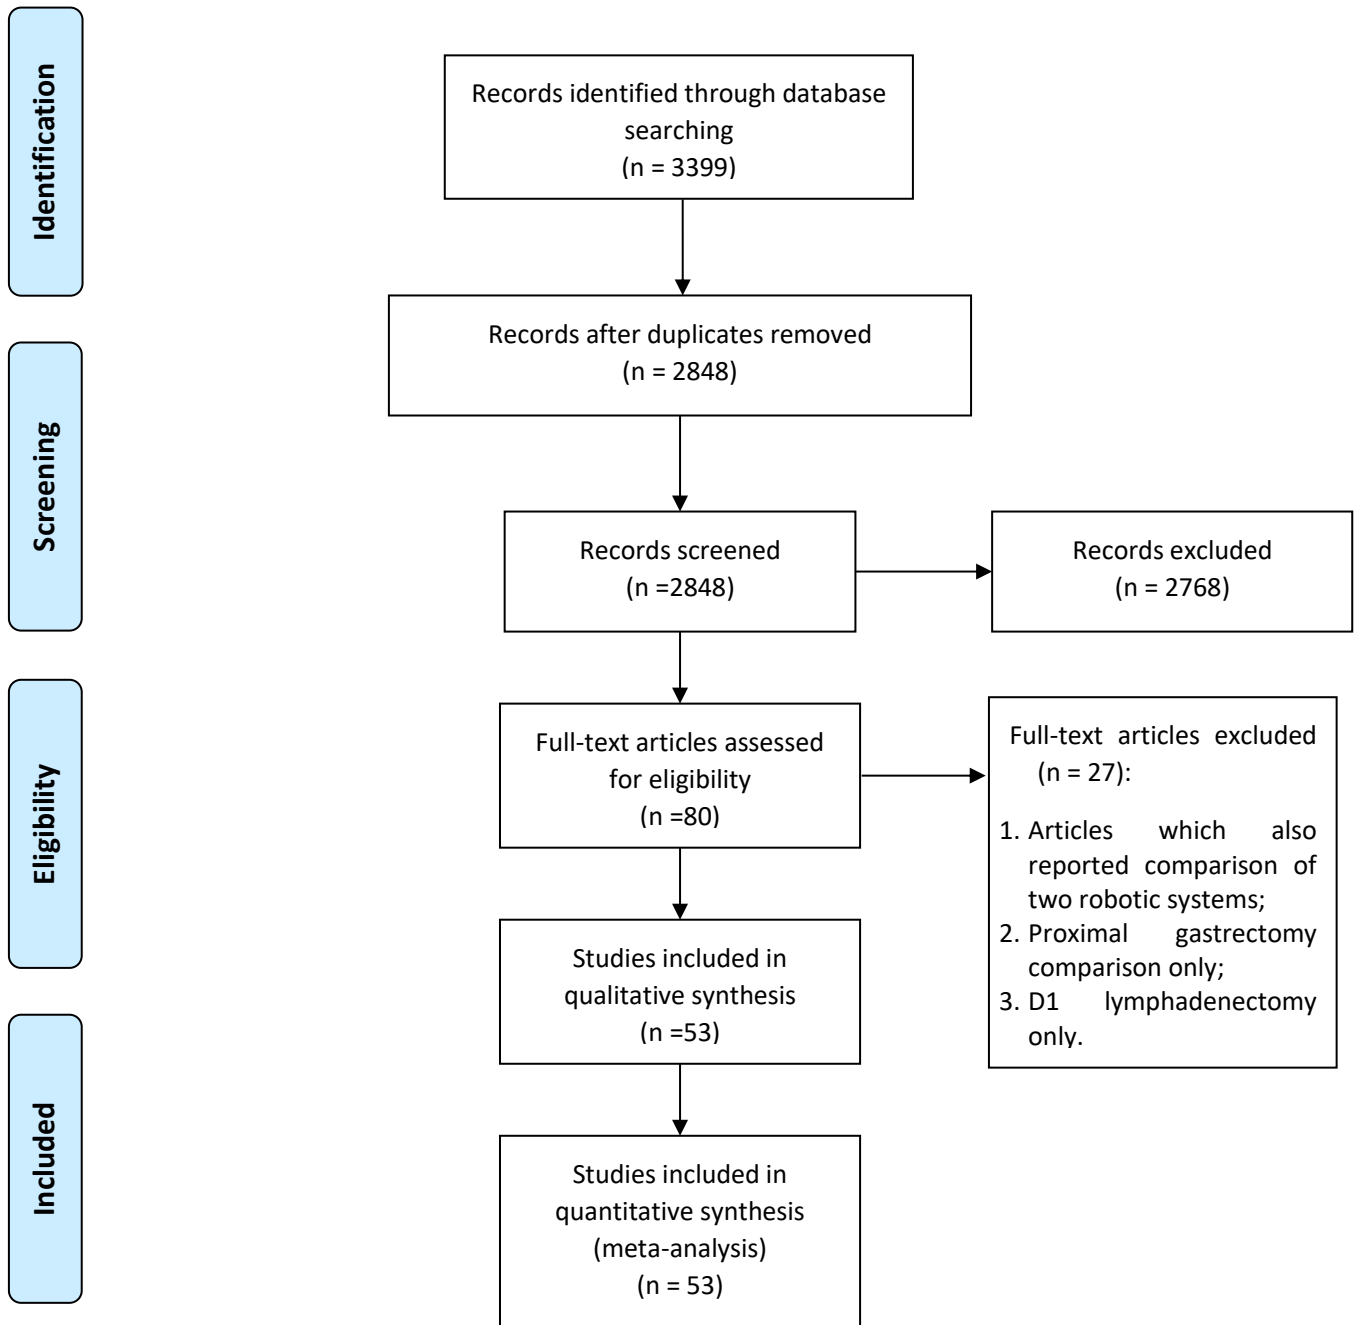 Identification
Records identified through database
searching
(n = 3399)
Records after duplicates removed
(n = 2848)
Screening
Records screened
(n =2848)
Records excluded
(n = 2768)
Eligibility
Full-text articles assessed
for eligibility
(n =80)
Full-text articles excluded
(n = 27):
1. Articles which also
reported comparison of
two robotic systems;
2. Proximal gastrectomy
comparison only;
3. D1 lymphadenectomy
only.
Studies included in
qualitative synthesis
(n =53)
Included
Studies included in
quantitative synthesis
(meta-analysis)
(n = 53)